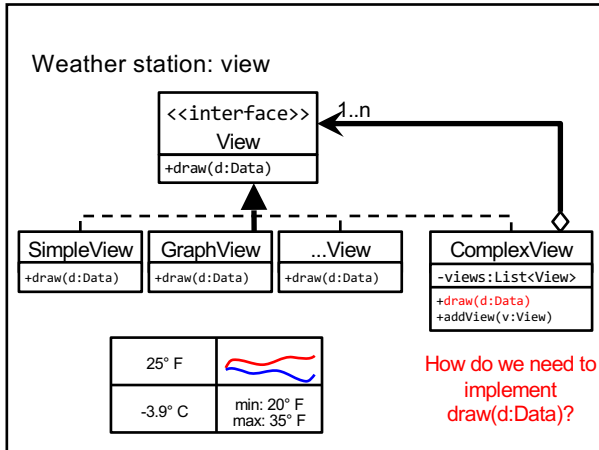 Weather station: view
<<interface>>
View
+draw(d:Data)
1..n
SimpleView
+draw(d:Data)
GraphView
+draw(d:Data)
...View
+draw(d:Data)
ComplexView
-views:List<View>
+draw(d:Data)
+addView(v:View)
25° F
-3.9° C
min: 20° F
max: 35° F
How do we need to
implement
draw(d:Data)?